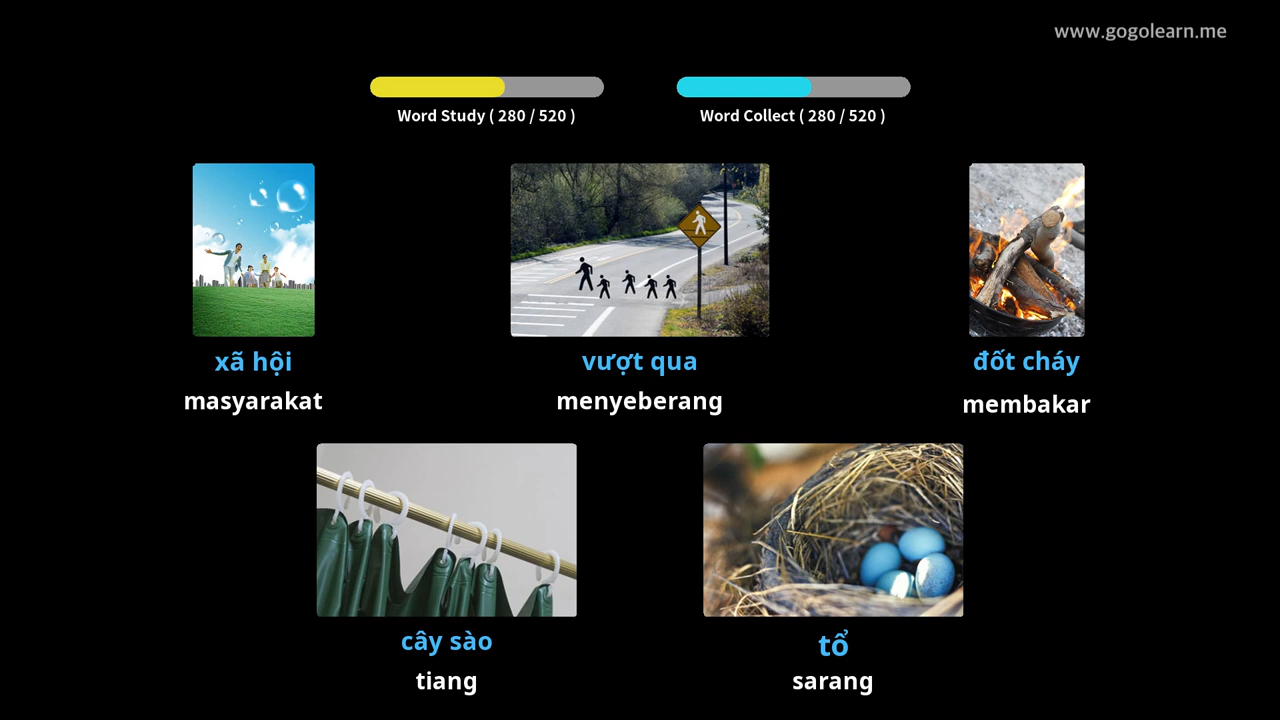 www.gogolearn.me
Word Study ( 280 / 520 )
Word Collect ( 280 / 520 )
xã hội
masyarakat
vượt qua
menyeberang
đốt cháy
membakar
cây sào
tiang
tổ
sarang